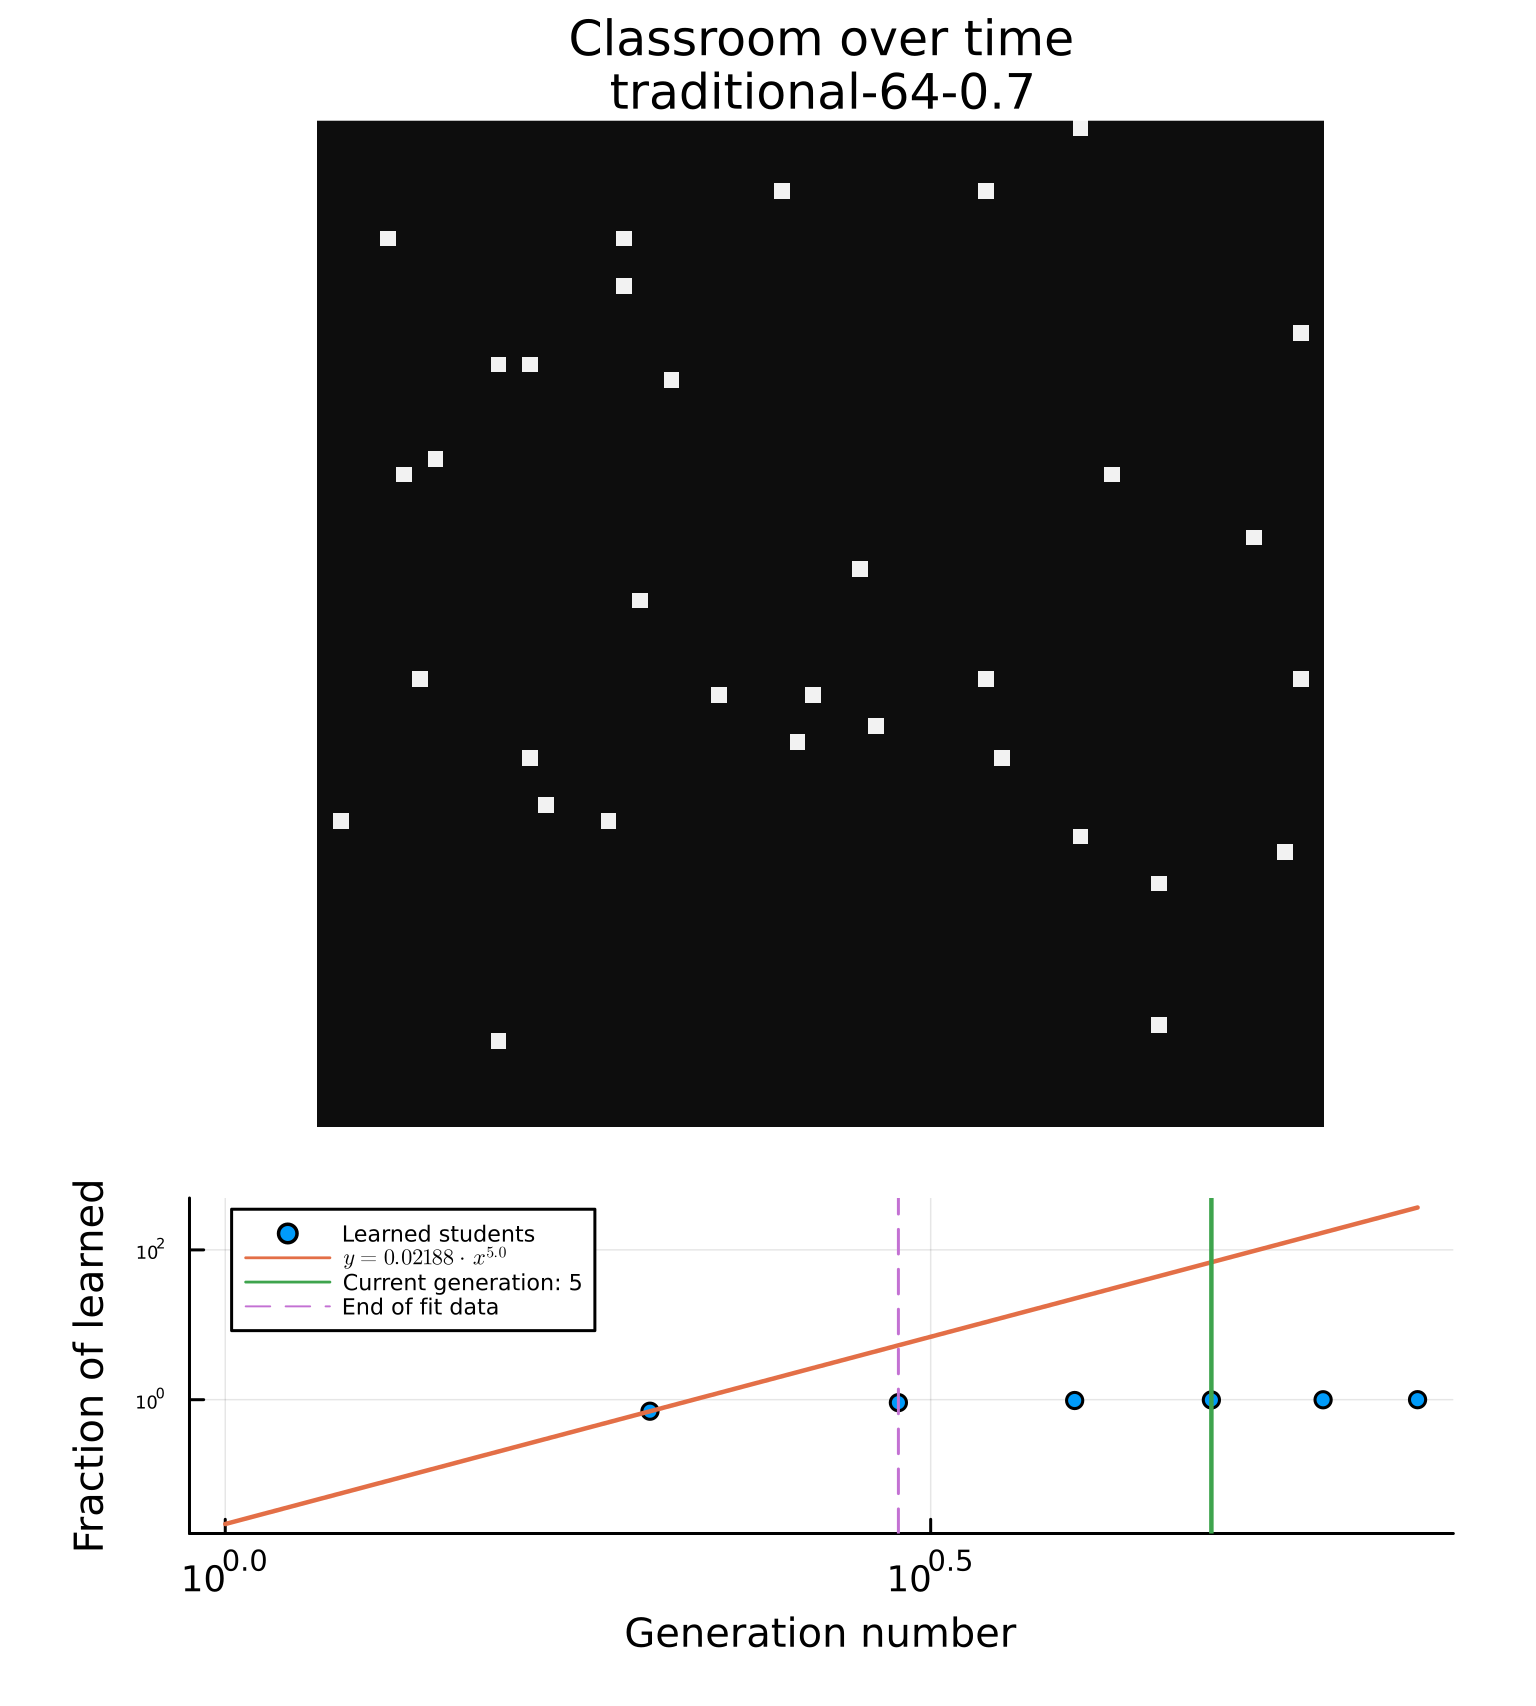 Classroom over time
traditional-64-0.7
Learned students
y = 0.02188 · x^5.0
Current generation: 5
End of fit data
10^2
10^0
Fraction of learned
10^0.0
10^0.5
Generation number